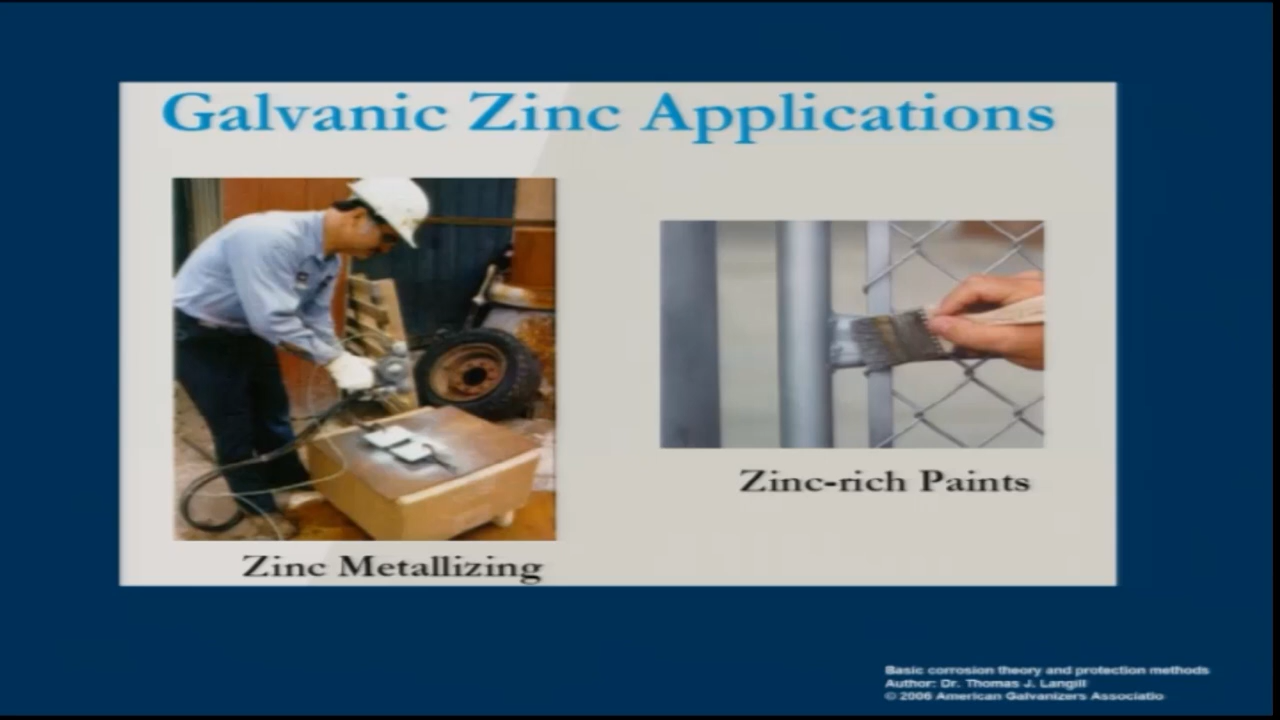 Galvanic Zinc Applications
Zinc-rich Paints
Zinc Metallizing
Basic corrosion theory and protection methods
Author: Dr. Thomas J. Langill
© 2006 American Galvanizers Associatio